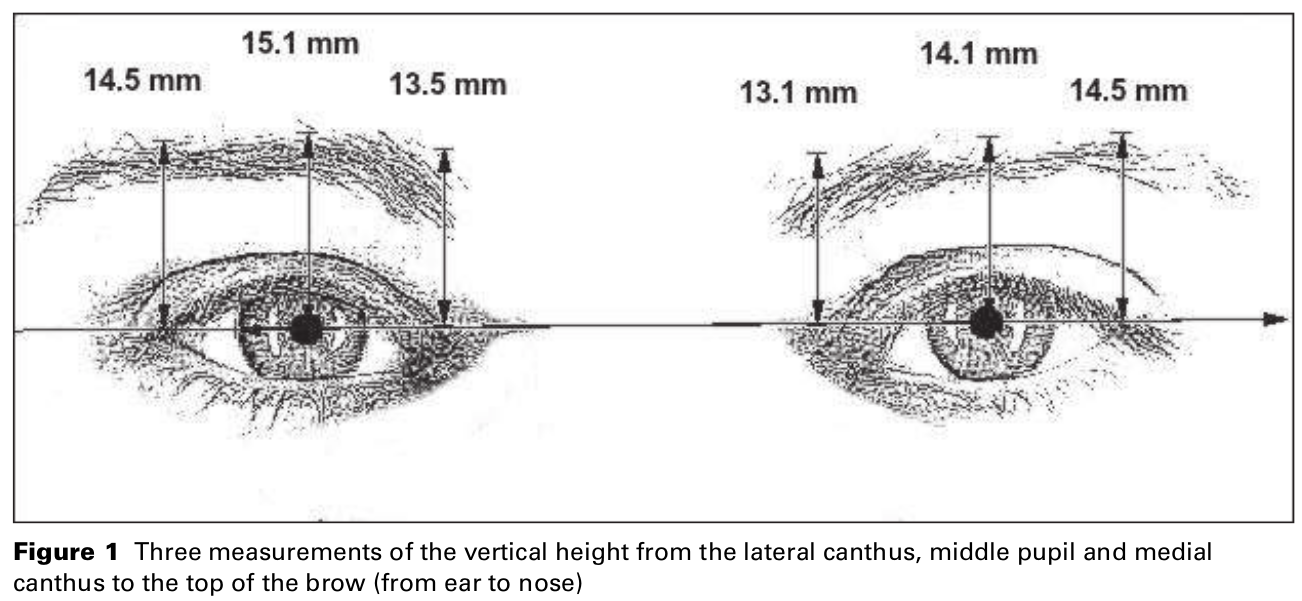 15.1 mm
14.5 mm
13.5 mm
14.1 mm
13.1 mm
14.5 mm
Figure 1 Three measurements of the vertical height from the lateral canthus, middle pupil and medial
canthus to the top of the brow (from ear to nose)